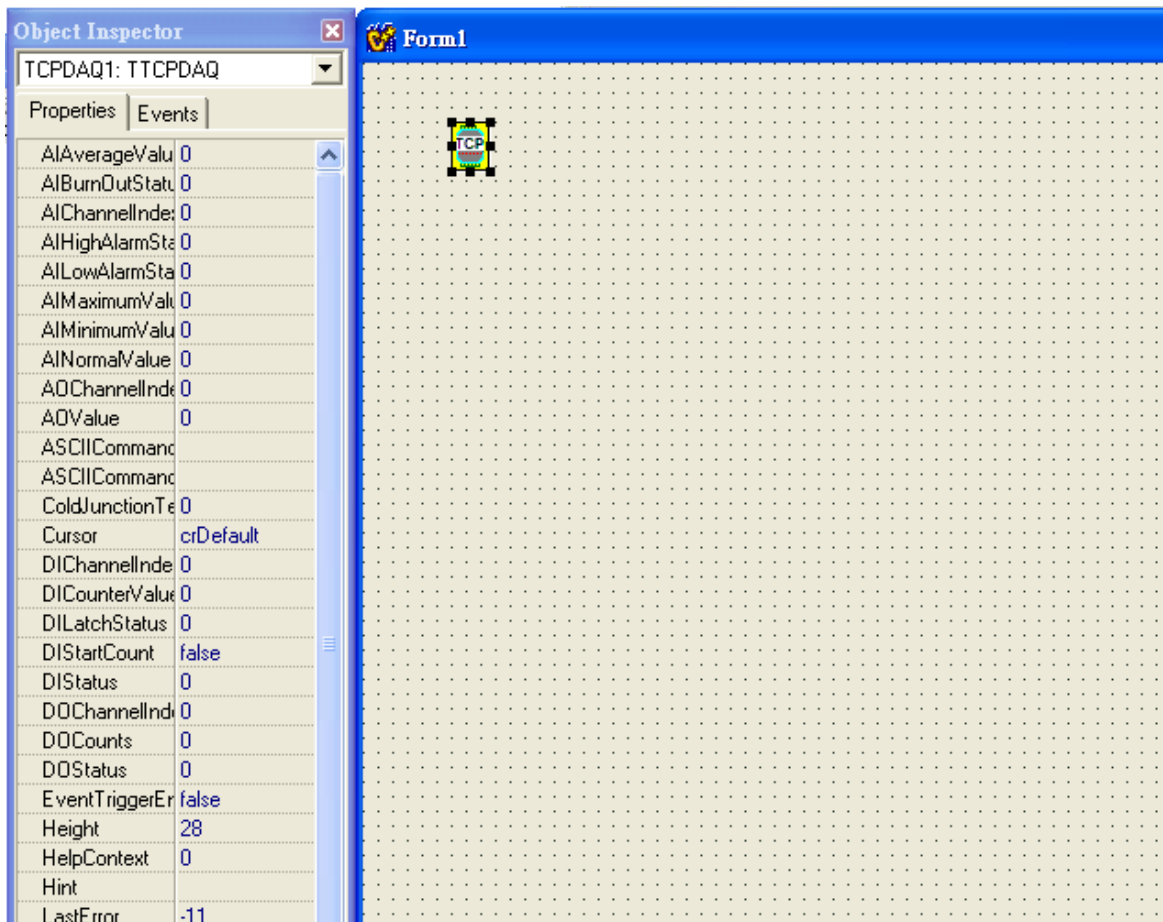 Object Inspector
Form1
TCPDAQ1: TTCPDAQ
Properties Events
TCP
AIAverageValu 0
AIBurnOutStatu 0
AIChannelInde: 0
AIHighAlarmSta 0
AILowAlarmSta 0
AIMaximumValu 0
AIMinimumValu 0
AINormalValue 0
AOChannelInde 0
AOValue 0
ASCIICommand
ASCIICommand
ColdJunctionTe 0
Cursor crDefault
DIChannelInde 0
DICounterValue 0
DILatchStatus 0
DIStartCount false
DIStatus 0
DOChannelInde 0
DOCounts 0
DOStatus 0
EventTriggerEr false
Height 28
HelpContext 0
Hint
LastError -11